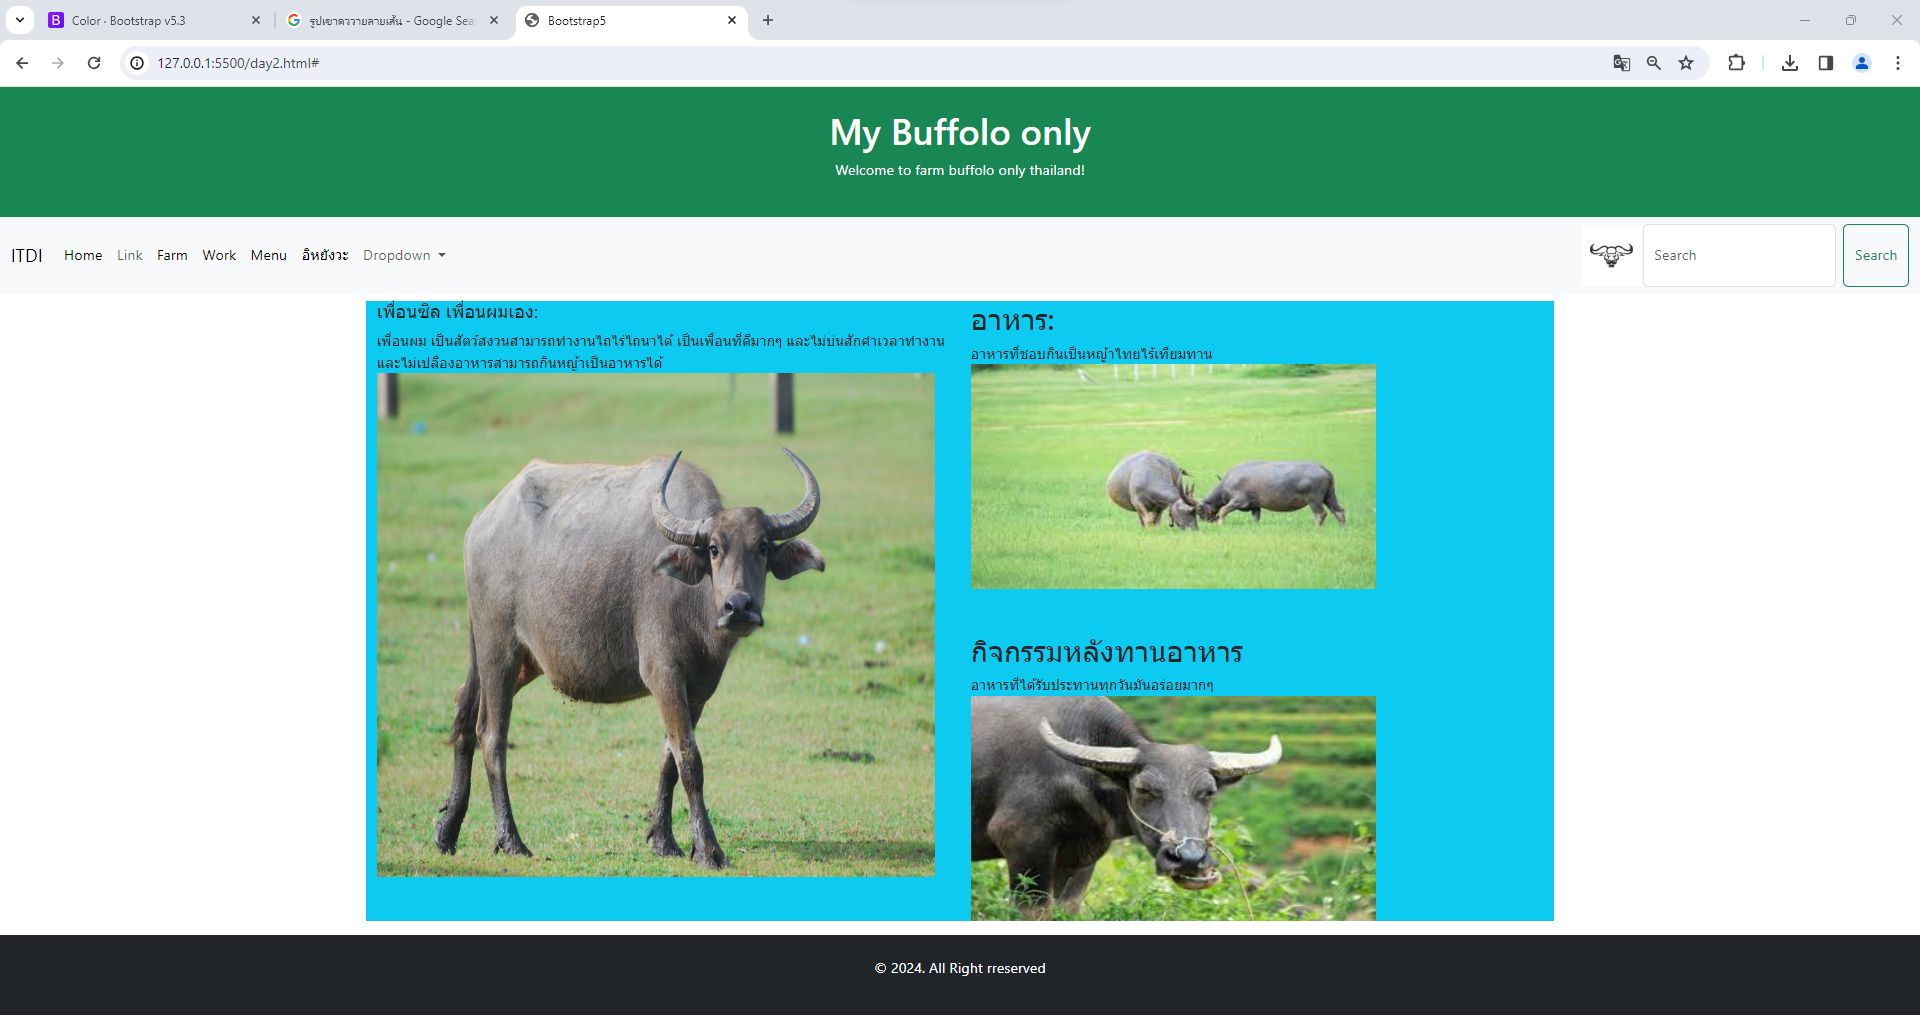 Color · Bootstrap v5.3
รูปเขาควายลายเส้น - Google Sea
Bootstrap5
127.0.0.1:5500/day2.html#
My Buffolo only
Welcome to farm buffolo only thailand!
ITDI Home Link Farm Work Menu อิหยังวะ Dropdown Search Search
เพื่อนซิล เพื่อนผมเอง:
เพื่อนผม เป็นสัตว์สงวนสามารถทำงานไถไร่ไถนาได้ เป็นเพื่อนที่ดีมากๆ และไม่บ่นสักคำเวลาทำงาน
และไม่เปลืองอาหารสามารถกินหญ้าเป็นอาหารได้
อาหาร:
อาหารที่ชอบกินเป็นหญ้าไทยไร้เทียมทาน
กิจกรรมหลังทานอาหาร
อาหารที่ได้รับประทานทุกวันมันอร่อยมากๆ
© 2024. All Right rreserved